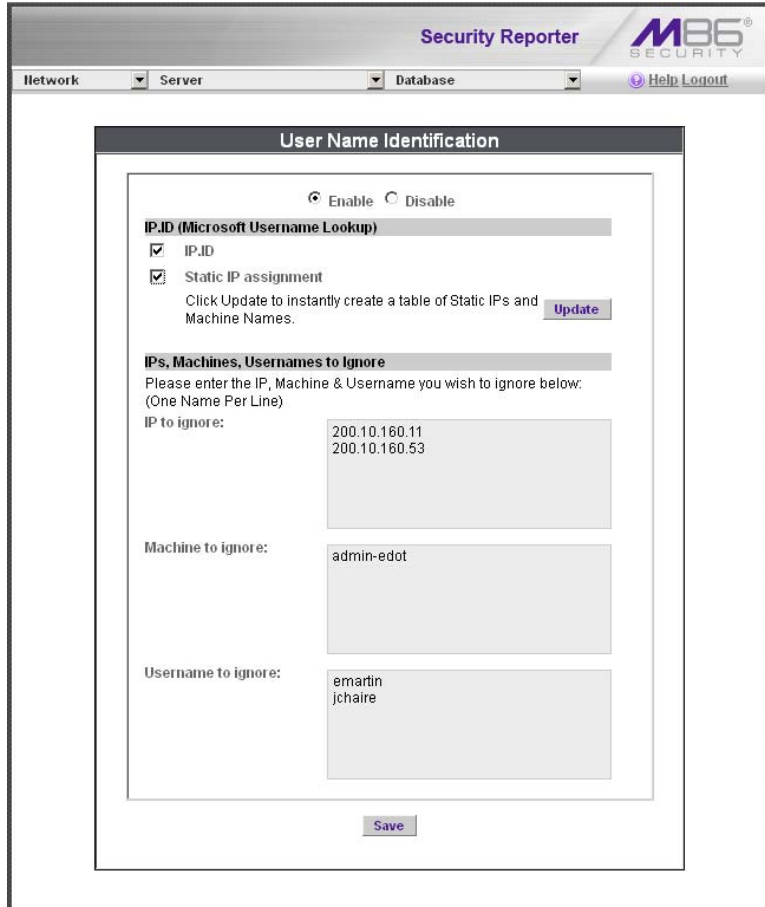 Security Reporter
M86®
SECURITY
Network Server Database Help Logout
User Name Identification
Enable Disable
IP.ID (Microsoft Username Lookup)
IP.ID
Static IP assignment
Click Update to instantly create a table of Static IPs and
Machine Names.
Update
IPs, Machines, Usernames to Ignore
Please enter the IP, Machine & Username you wish to ignore below:
(One Name Per Line)
IP to ignore:
200.10.160.11
200.10.160.53
Machine to ignore:
admin-edot
Username to ignore:
emartin
jchaire
Save